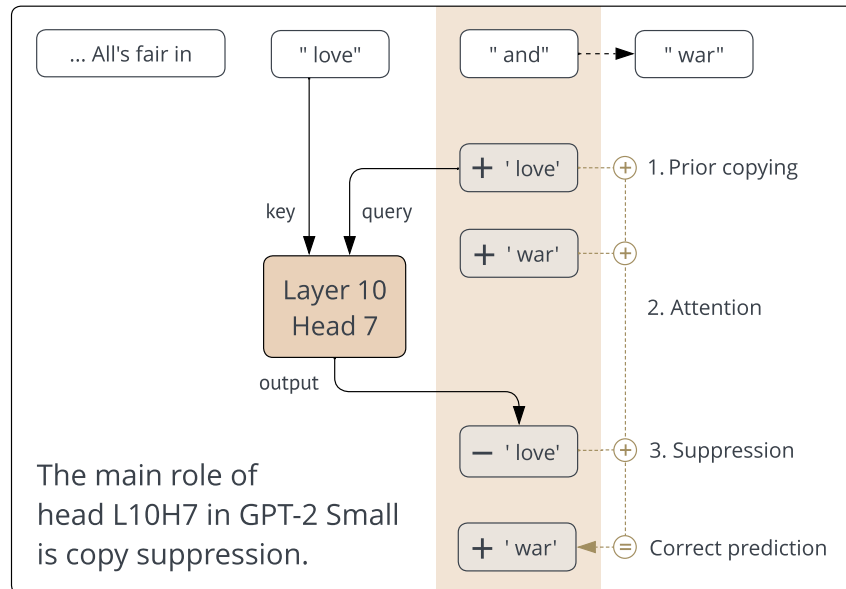 ... All's fair in
" love"
" and"
" war"
+ ' love'
1. Prior copying
key
query
+ ' war'
Layer 10
Head 7
2. Attention
output
− ' love'
3. Suppression
The main role of
head L10H7 in GPT-2 Small
is copy suppression.
+ ' war'
Correct prediction